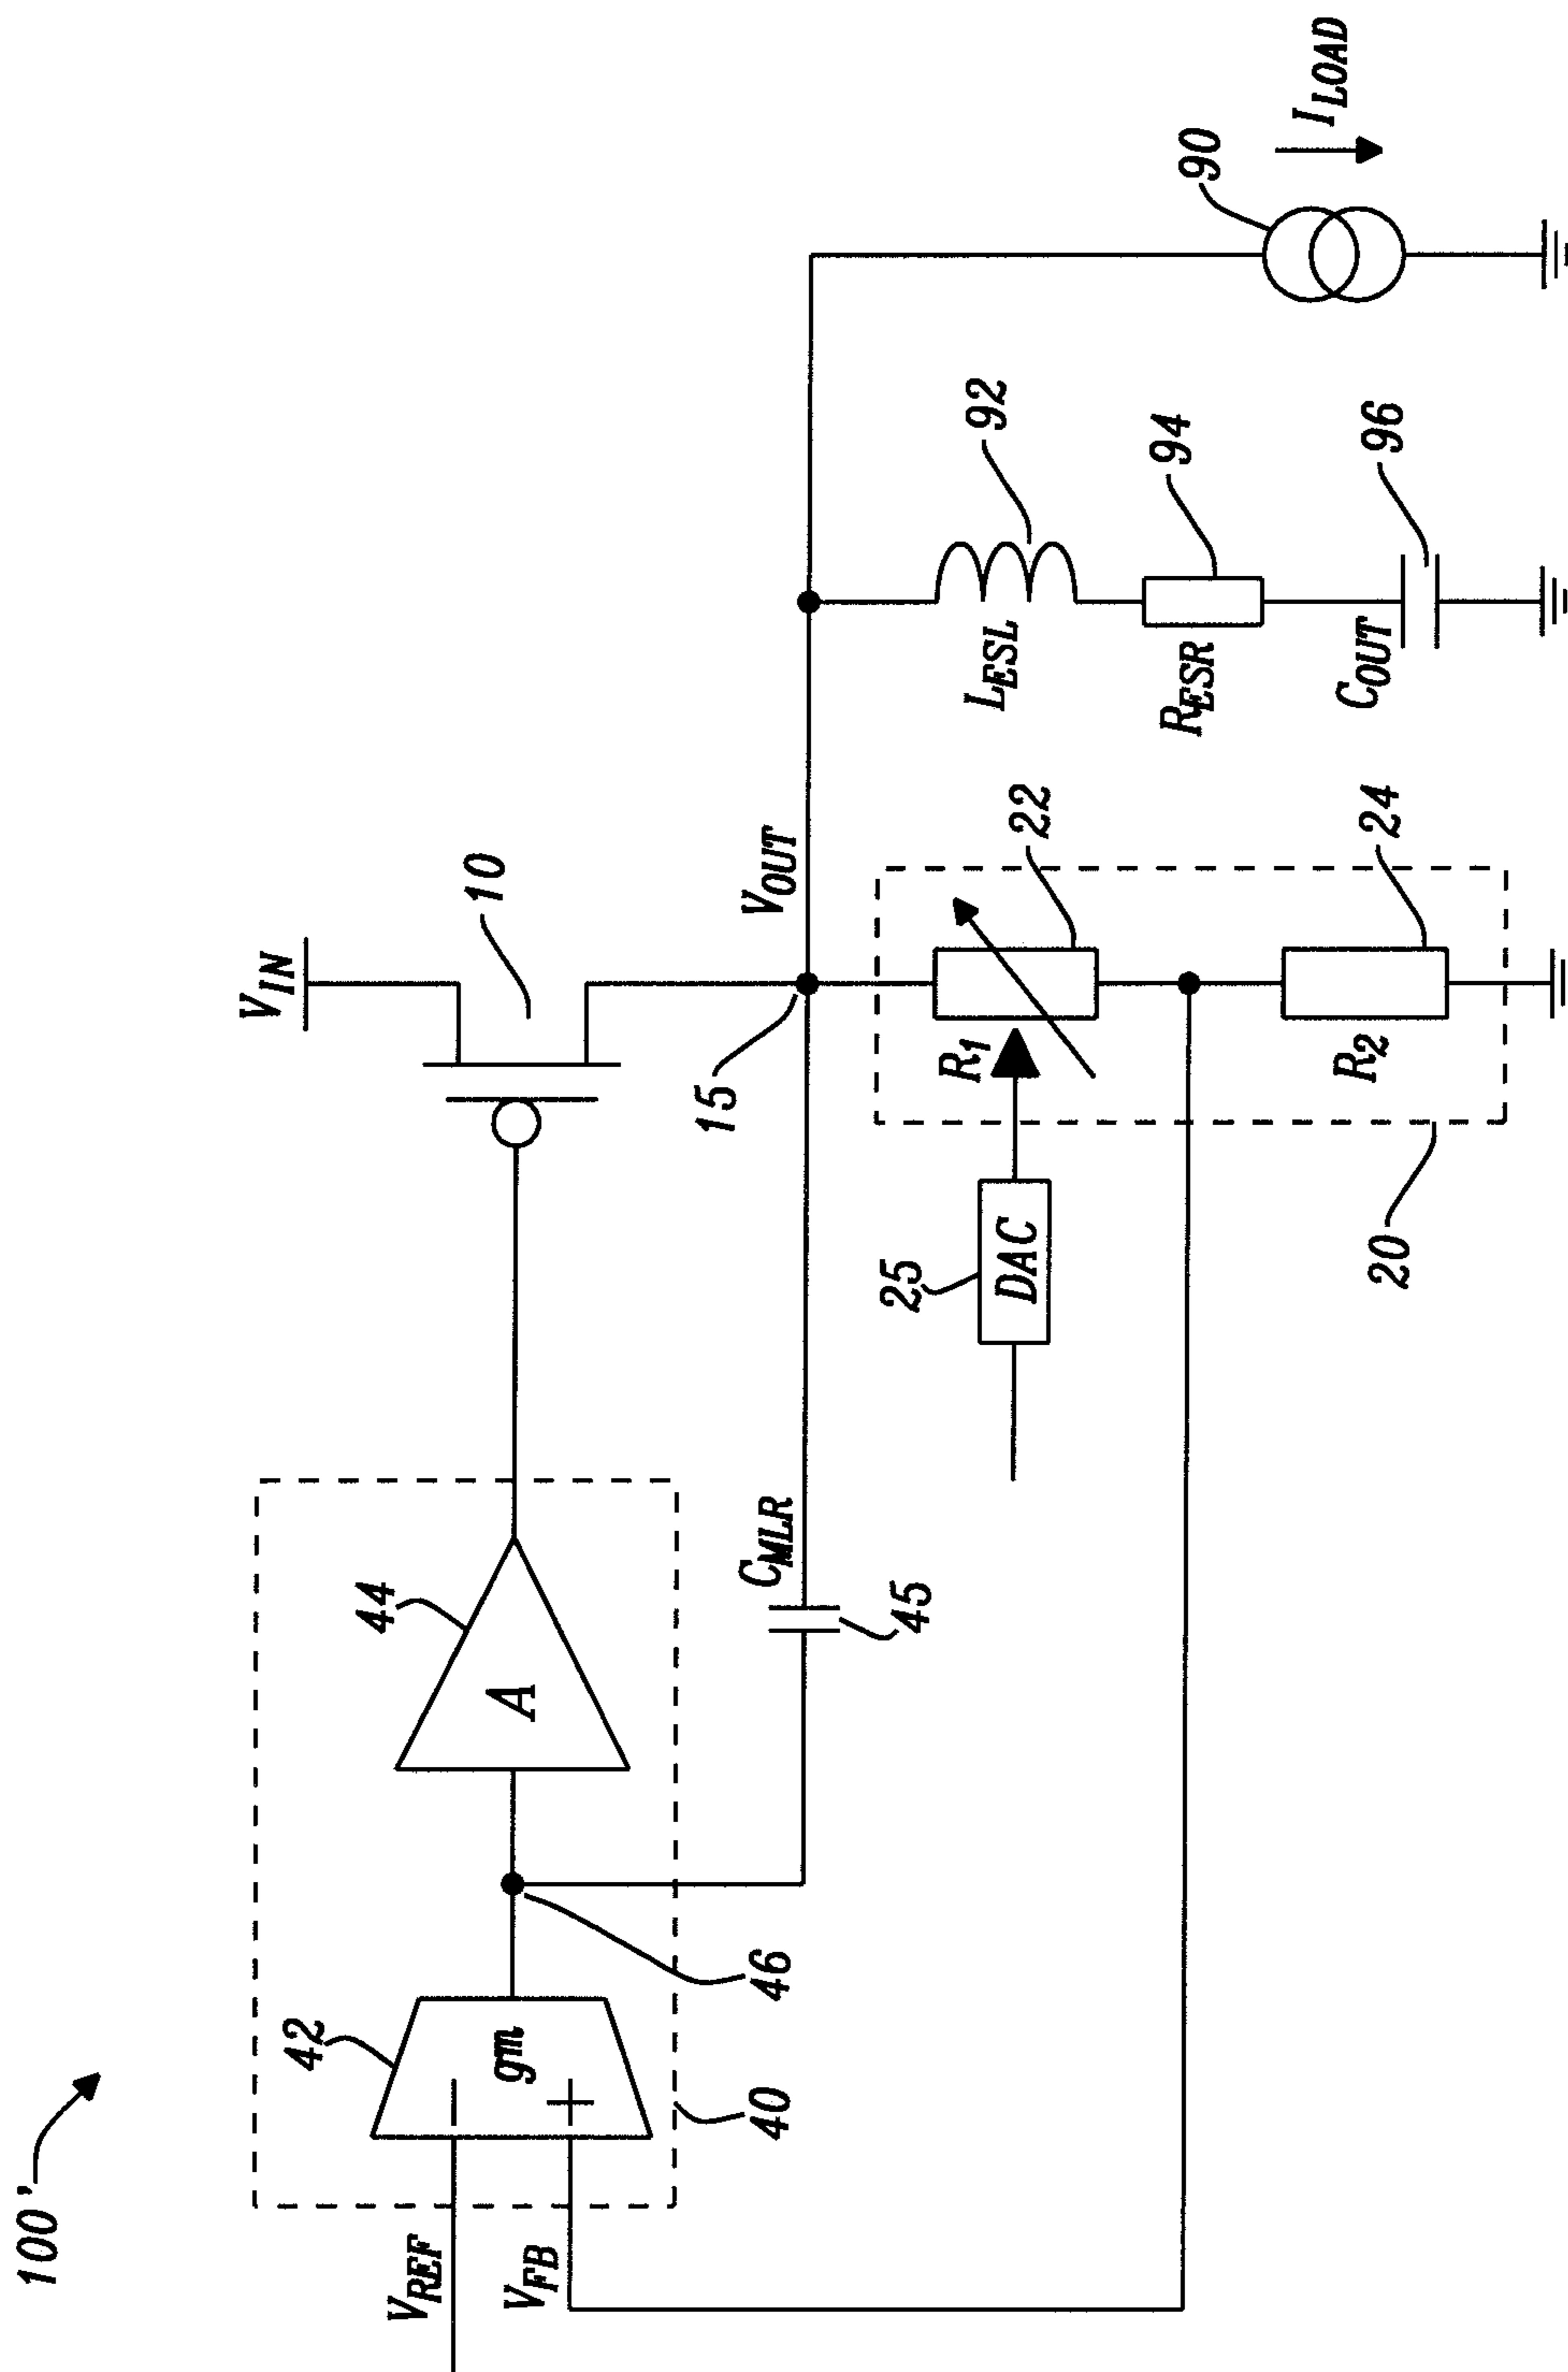 100'
V_IN
10
42
44
V_REF
gm
A
V_FB
40
46
C_MLR
45
15
V_OUT
25
DAC
R_1
22
R_2
24
20
L_ESL
92
R_ESR
94
C_OUT
96
90
I_LOAD